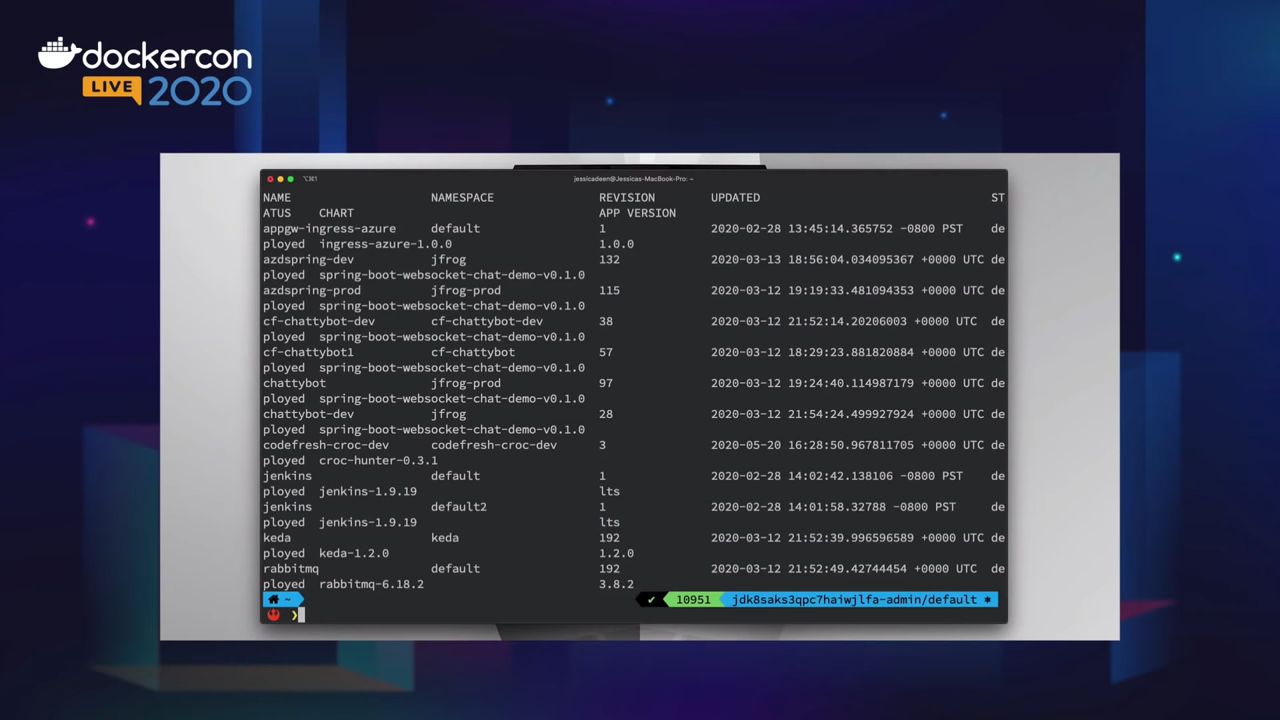 dockercon
LIVE 2020
⌥⌘1 jessicadeen@Jessicas-MacBook-Pro: ~
NAME NAMESPACE REVISION UPDATED ST
ATUS CHART APP VERSION
appgw-ingress-azure default 1 2020-02-28 13:45:14.365752 -0800 PST de
ployed ingress-azure-1.0.0 1.0.0
azdspring-dev jfrog 132 2020-03-13 18:56:04.034095367 +0000 UTC de
ployed spring-boot-websocket-chat-demo-v0.1.0
azdspring-prod jfrog-prod 115 2020-03-12 19:19:33.481094353 +0000 UTC de
ployed spring-boot-websocket-chat-demo-v0.1.0
cf-chattybot-dev cf-chattybot-dev 38 2020-03-12 21:52:14.20206003 +0000 UTC de
ployed spring-boot-websocket-chat-demo-v0.1.0
cf-chattybot1 cf-chattybot 57 2020-03-12 18:29:23.881820884 +0000 UTC de
ployed spring-boot-websocket-chat-demo-v0.1.0
chattybot jfrog-prod 97 2020-03-12 19:24:40.114987179 +0000 UTC de
ployed spring-boot-websocket-chat-demo-v0.1.0
chattybot-dev jfrog 28 2020-03-12 21:54:24.499927924 +0000 UTC de
ployed spring-boot-websocket-chat-demo-v0.1.0
codefresh-croc-dev codefresh-croc-dev 3 2020-05-20 16:28:50.967811705 +0000 UTC de
ployed croc-hunter-0.3.1
jenkins default 1 2020-02-28 14:02:42.138106 -0800 PST de
ployed jenkins-1.9.19 lts
jenkins default2 1 2020-02-28 14:01:58.32788 -0800 PST de
ployed jenkins-1.9.19 lts
keda keda 192 2020-03-12 21:52:39.996596589 +0000 UTC de
ployed keda-1.2.0 1.2.0
rabbitmq default 192 2020-03-12 21:52:49.42744454 +0000 UTC de
ployed rabbitmq-6.18.2 3.8.2
~ ✔ 10951 jdk8saks3qpc7haiwjlfa-admin/default ⎈
❯